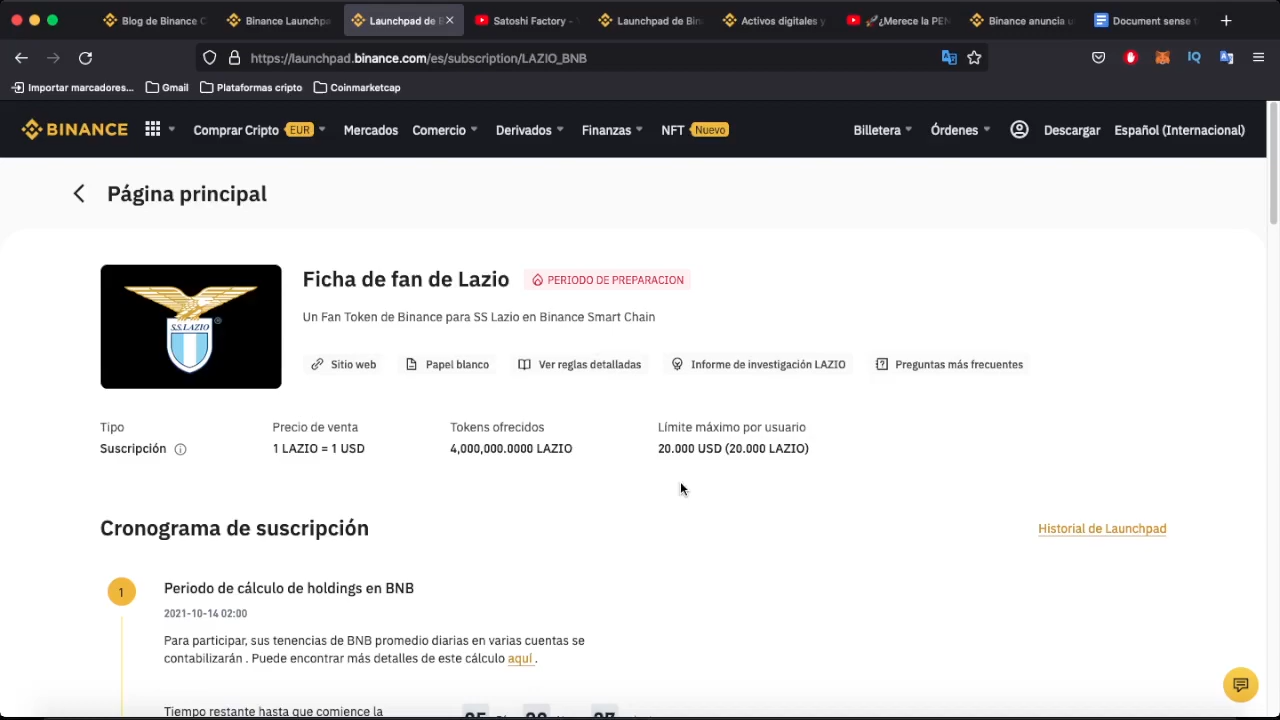 Blog de Binance C
Binance Launchpa
Launchpad de B
Satoshi Factory -
Launchpad de Bin
Activos digitales y
🚀¿Merece la PEN
Binance anuncia u
Document sense t
https://launchpad.binance.com/es/subscription/LAZIO_BNB
Importar marcadores...
Gmail
Plataformas cripto
Coinmarketcap
BINANCE
Comprar Cripto EUR
Mercados
Comercio
Derivados
Finanzas
NFT Nuevo
Billetera
Órdenes
Descargar
Español (Internacional)
Página principal
S.S.LAZIO
Ficha de fan de Lazio
PERIODO DE PREPARACION
Un Fan Token de Binance para SS Lazio en Binance Smart Chain
Sitio web
Papel blanco
Ver reglas detalladas
Informe de investigación LAZIO
Preguntas más frecuentes
Tipo
Precio de venta
Tokens ofrecidos
Límite máximo por usuario
Suscripción
1 LAZIO = 1 USD
4,000,000.0000 LAZIO
20.000 USD (20.000 LAZIO)
Cronograma de suscripción
Historial de Launchpad
1
Periodo de cálculo de holdings en BNB
2021-10-14 02:00
Para participar, sus tenencias de BNB promedio diarias en varias cuentas se
contabilizarán . Puede encontrar más detalles de este cálculo aquí .
Tiempo restante hasta que comience la